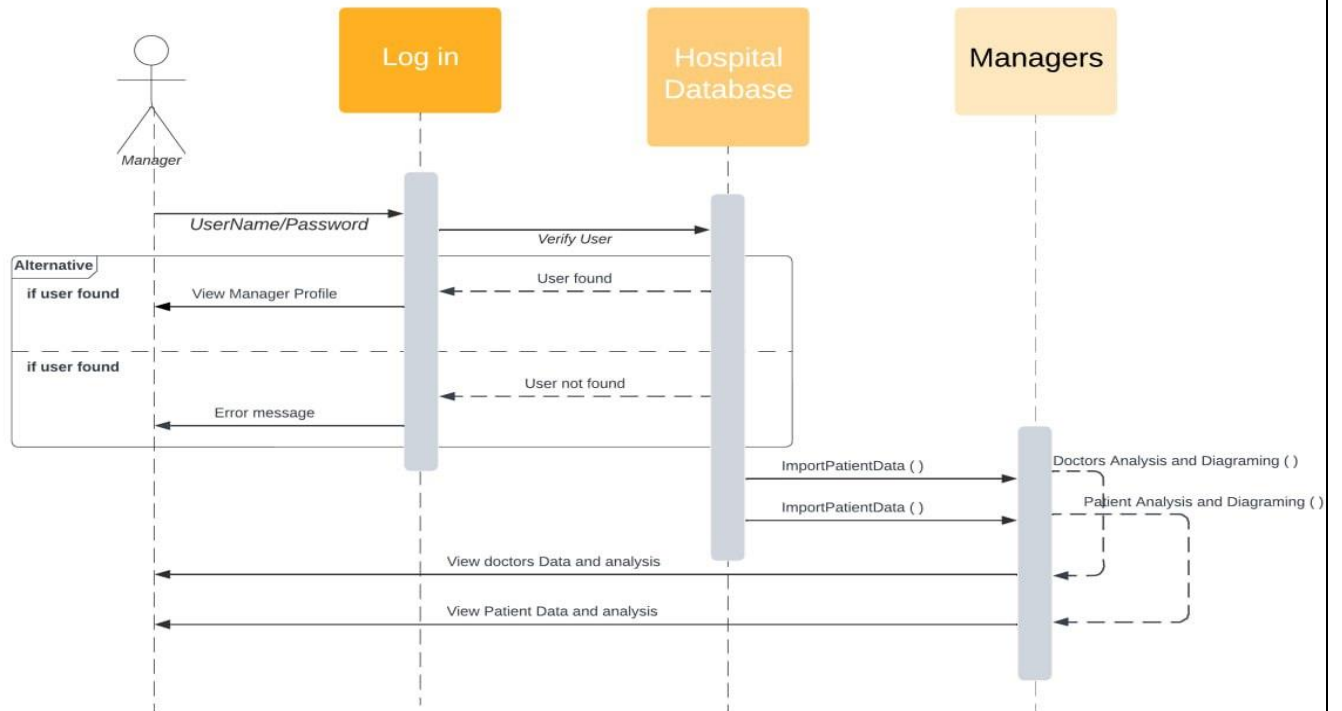 Log in
Hospital
Database
Managers
Manager
UserName/Password
Verify User
Alternative
if user found
User found
View Manager Profile
if user found
User not found
Error message
ImportPatientData ( )
Doctors Analysis and Diagraming ( )
ImportPatientData ( )
Patient Analysis and Diagraming ( )
View doctors Data and analysis
View Patient Data and analysis